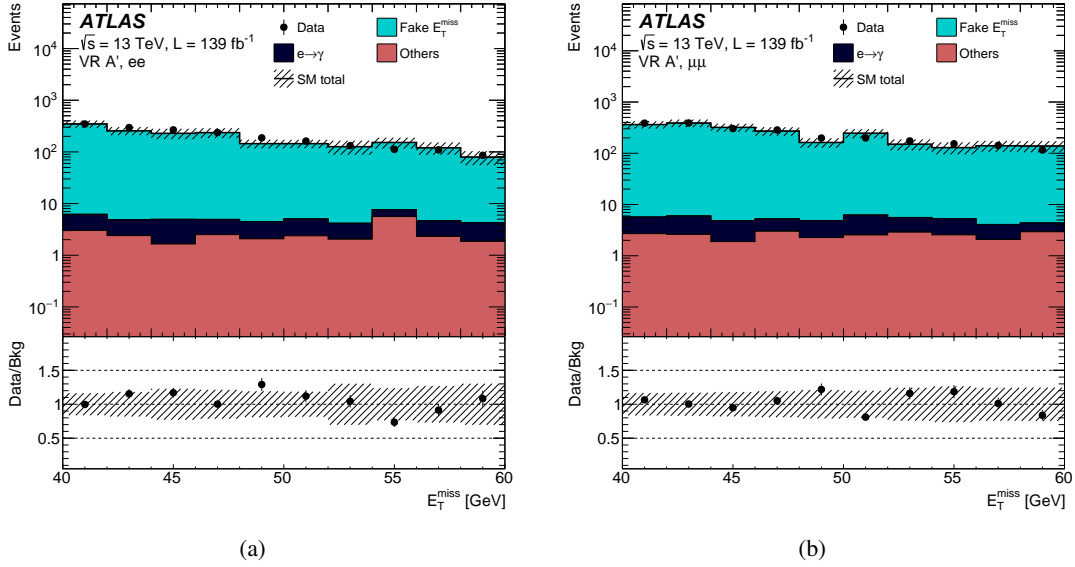 ATLAS
√s = 13 TeV, L = 139 fb⁻¹
VR A', ee
Data
e→γ
SM total
Fake E_T^miss
Others
Events
10⁴
10³
10²
10
1
10⁻¹
Data/Bkg
1.5
1
0.5
40 45 50 55 60
E_T^miss [GeV]
(a)
ATLAS
√s = 13 TeV, L = 139 fb⁻¹
VR A', μμ
Data
e→γ
SM total
Fake E_T^miss
Others
Events
10⁴
10³
10²
10
1
10⁻¹
Data/Bkg
1.5
1
0.5
40 45 50 55 60
E_T^miss [GeV]
(b)